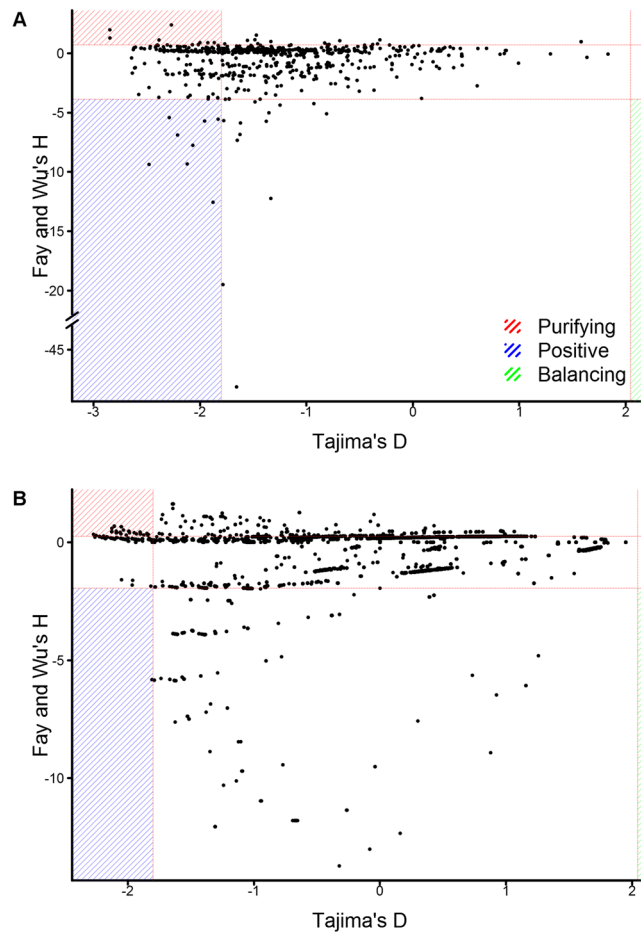 A
0
-5
-10
-15
-20
-45
Fay and Wu's H
Purifying
Positive
Balancing
-3
-2
-1
0
1
2
Tajima's D
B
0
-5
-10
Fay and Wu's H
-2
-1
0
1
2
Tajima's D